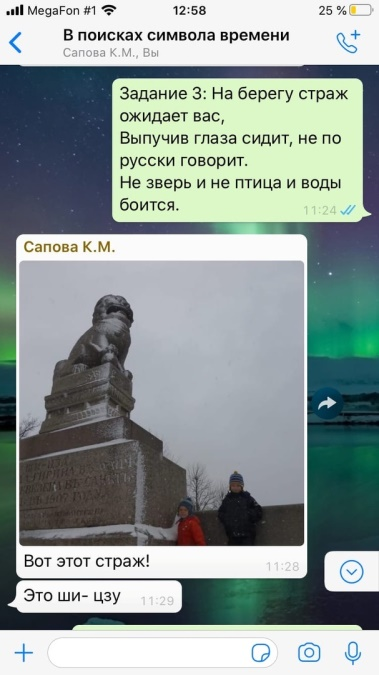 MegaFon #1 12:58 25 %
В поисках символа времени
Сапова К.М., Вы
Задание 3: На берегу страж
ожидает вас,
Выпучив глаза сидит, не по
русски говорит.
Не зверь и не птица и воды
боится.
11:24
Сапова К.М.
Вот этот страж!
11:28
Это ши- цзу
11:29